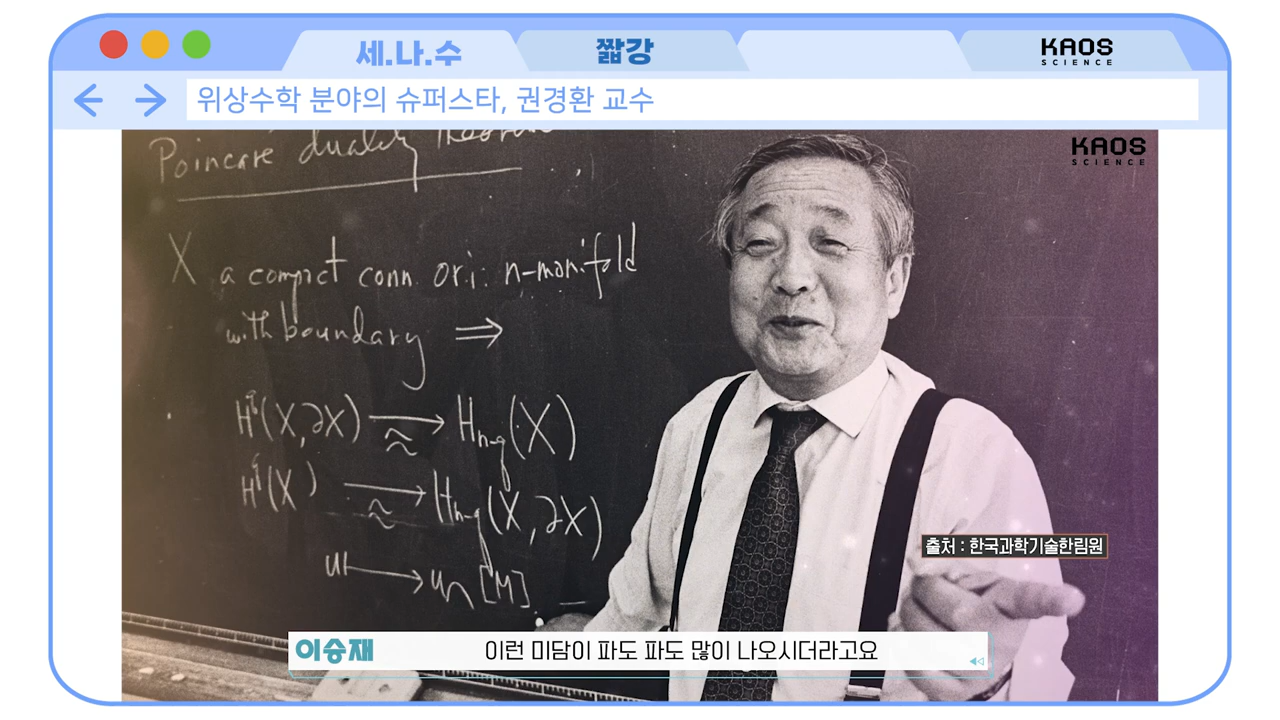 세.나.수
짧강
KAOS
SCIENCE
위상수학 분야의 슈퍼스타, 권경환 교수
KAOS
SCIENCE
Poincare duality Theorem
X a compact conn. ori. n-manifold
with boundary ⟹
H^q(X,∂X) ⟶≈ H_{n-q}(X)
H^q(X) ⟶≈ H_{n-q}(X,∂X)
u ⟼ u∩[M].
출처 : 한국과학기술한림원
이승재
이런 미담이 파도 파도 많이 나오시더라고요